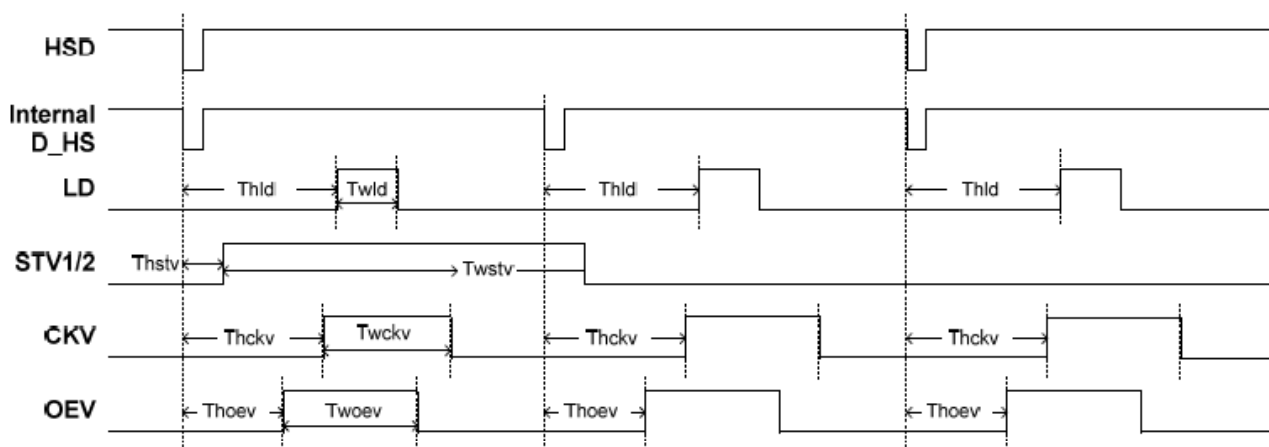 HSD
Internal
D_HS
LD
Thld
Twld
Thld
Thld
STV1/2
Thstv
Twstv
CKV
Thckv
Twckv
Thckv
Thckv
OEV
Thoev
Twoev
Thoev
Thoev